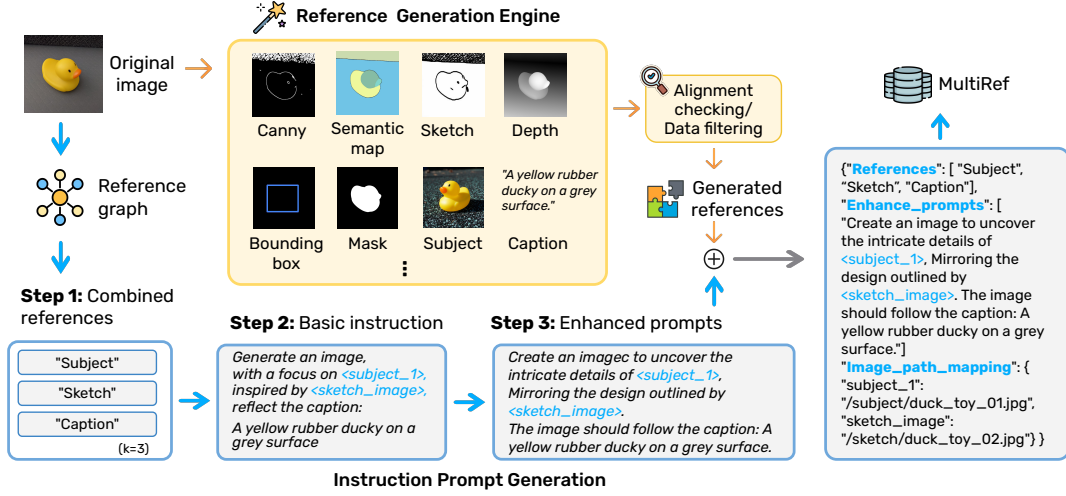 Reference Generation Engine
Original
image
Canny
Semantic
map
Sketch
Depth
Bounding
box
Mask
Subject
"A yellow rubber
ducky on a grey
surface."
Caption
Alignment
checking/
Data filtering
Generated
references
MultiRef
Reference
graph
Step 1: Combined
references
"Subject"
"Sketch"
"Caption"
(k=3)
Step 2: Basic instruction
Generate an image,
with a focus on <subject_1>,
inspired by <sketch_image>,
reflect the caption:
A yellow rubber ducky on a
grey surface
Step 3: Enhanced prompts
Create an imagec to uncover the
intricate details of <subject_1>,
Mirroring the design outlined by
<sketch_image>.
The image should follow the caption: A
yellow rubber ducky on a grey surface.
{"References": [ "Subject",
"Sketch", "Caption"],
"Enhance_prompts": [
"Create an image to uncover
the intricate details of
<subject_1>, Mirroring the
design outlined by
<sketch_image>. The image
should follow the caption: A
yellow rubber ducky on a grey
surface."]
"Image_path_mapping": {
"subject_1":
"/subject/duck_toy_01.jpg",
"sketch_image":
"/sketch/duck_toy_02.jpg"} }
Instruction Prompt Generation